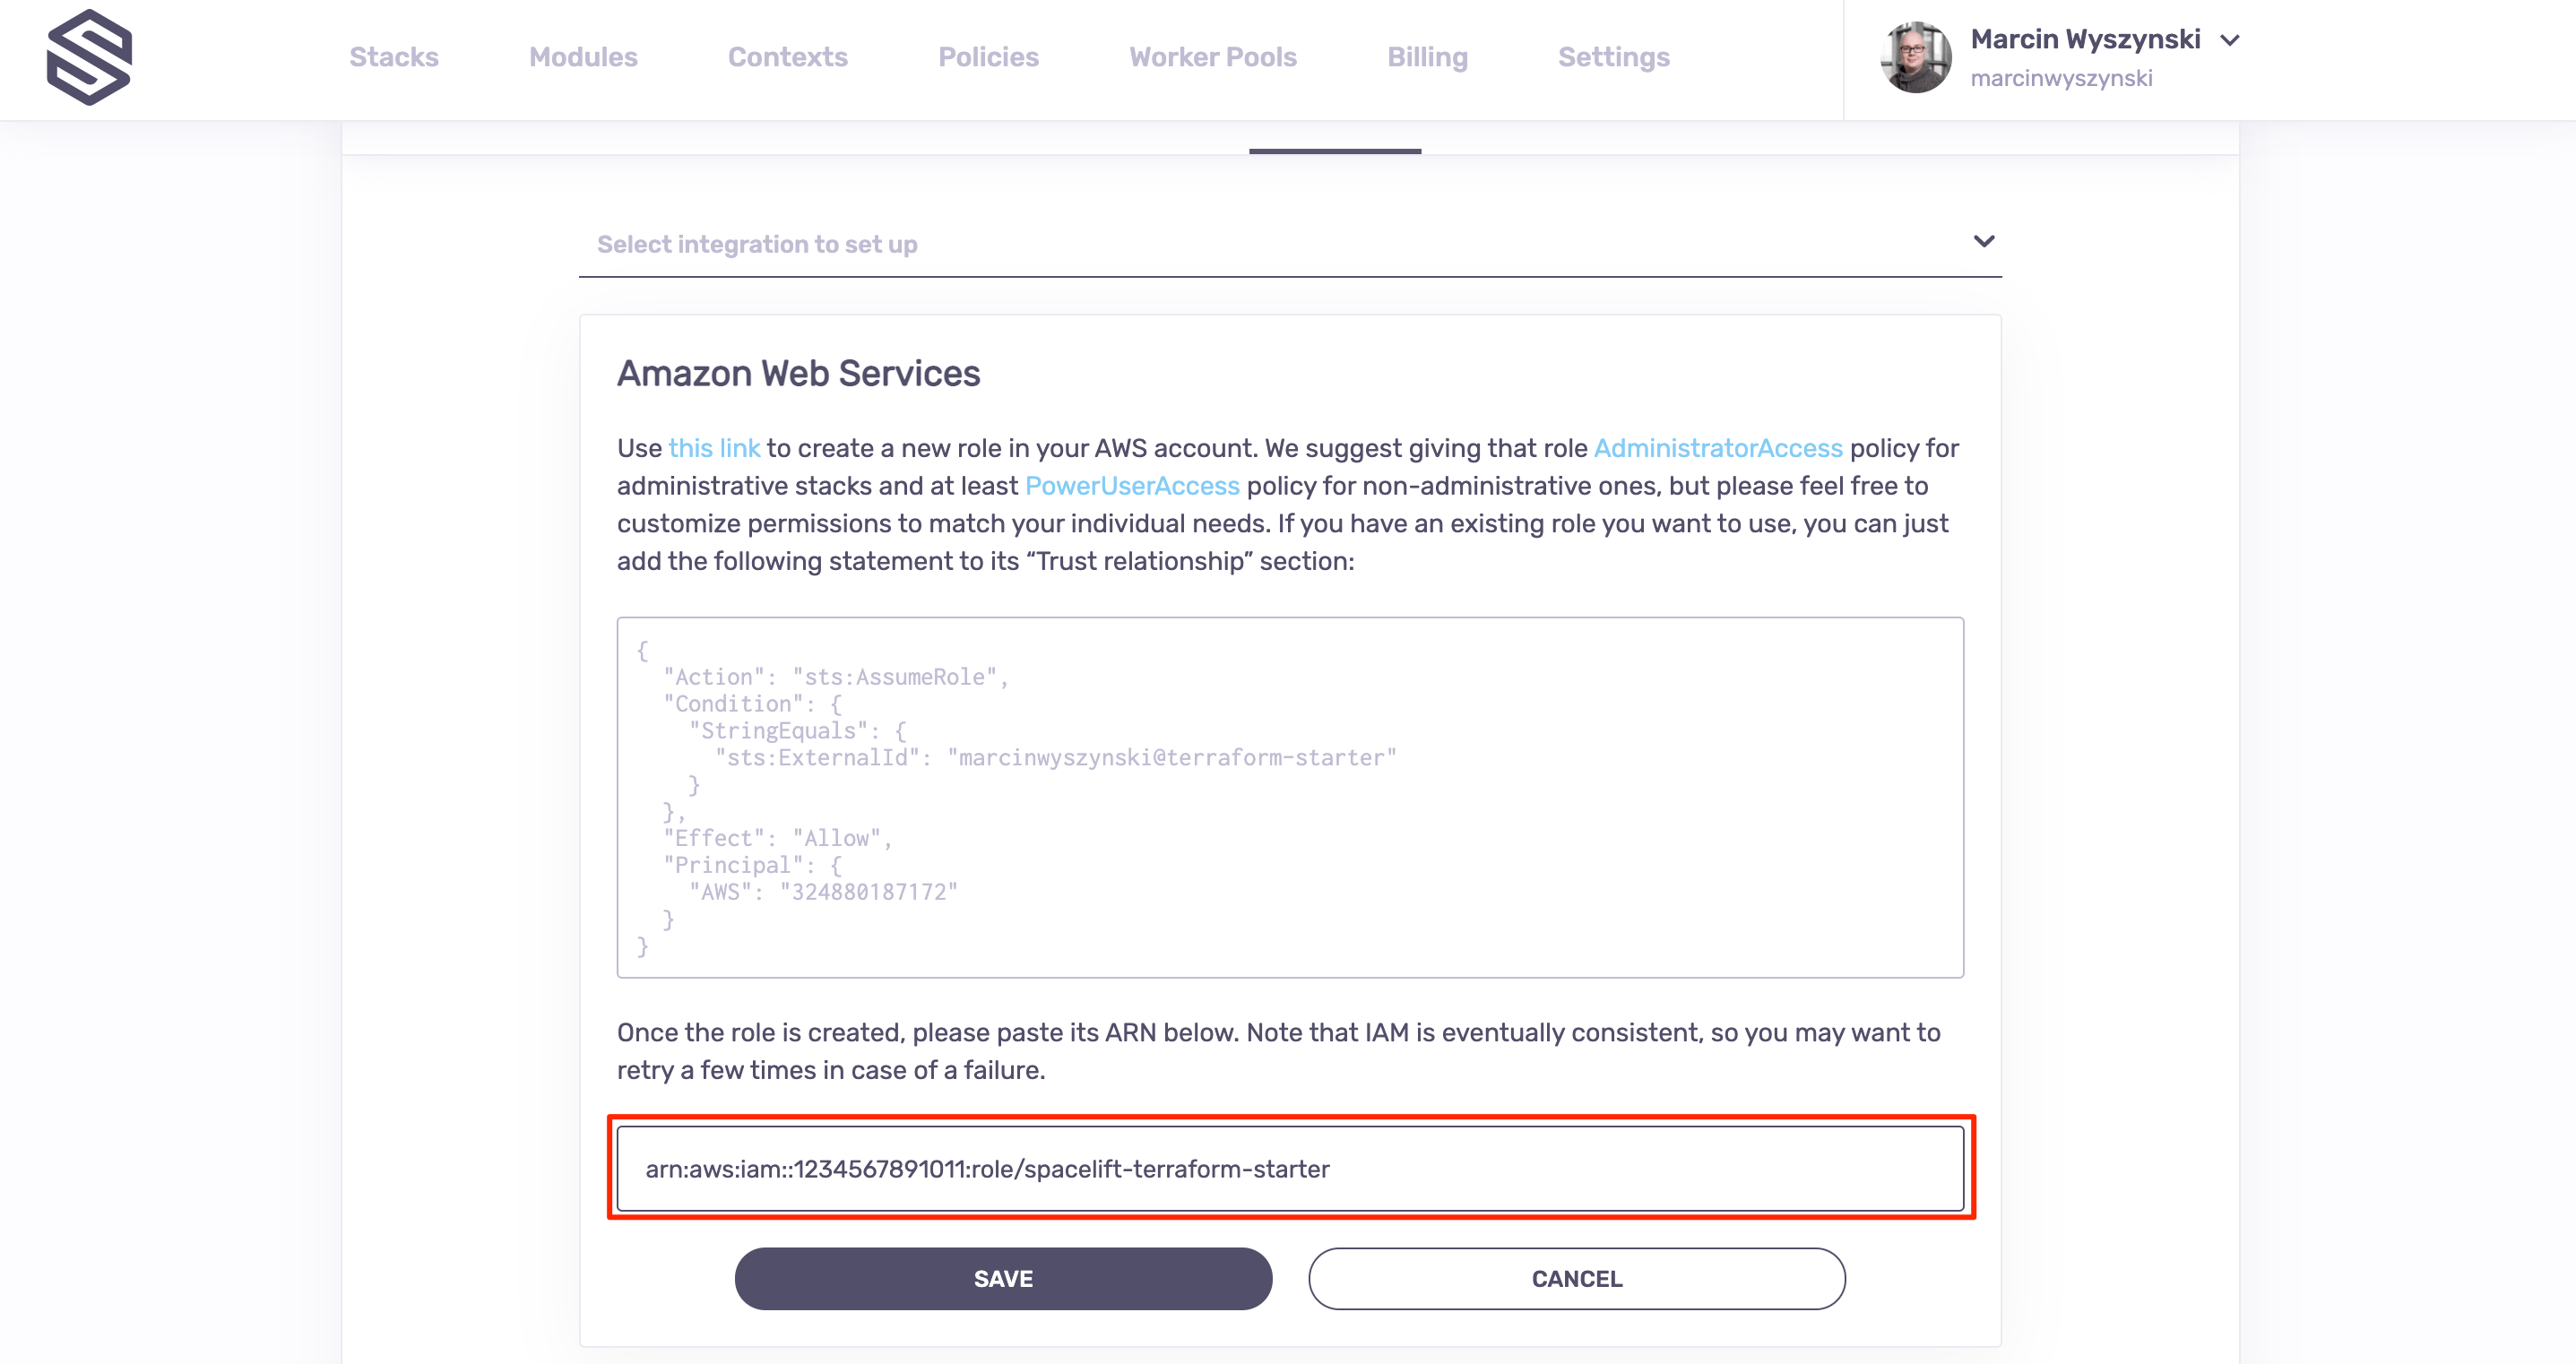 Stacks Modules Contexts Policies Worker Pools Billing Settings
Marcin Wyszynski
marcinwyszynski
Select integration to set up
Amazon Web Services
Use this link to create a new role in your AWS account. We suggest giving that role AdministratorAccess policy for
administrative stacks and at least PowerUserAccess policy for non-administrative ones, but please feel free to
customize permissions to match your individual needs. If you have an existing role you want to use, you can just
add the following statement to its “Trust relationship” section:
{
  "Action": "sts:AssumeRole",
  "Condition": {
    "StringEquals": {
      "sts:ExternalId": "marcinwyszynski@terraform-starter"
    }
  },
  "Effect": "Allow",
  "Principal": {
    "AWS": "324880187172"
  }
}
Once the role is created, please paste its ARN below. Note that IAM is eventually consistent, so you may want to
retry a few times in case of a failure.
arn:aws:iam::1234567891011:role/spacelift-terraform-starter
SAVE CANCEL